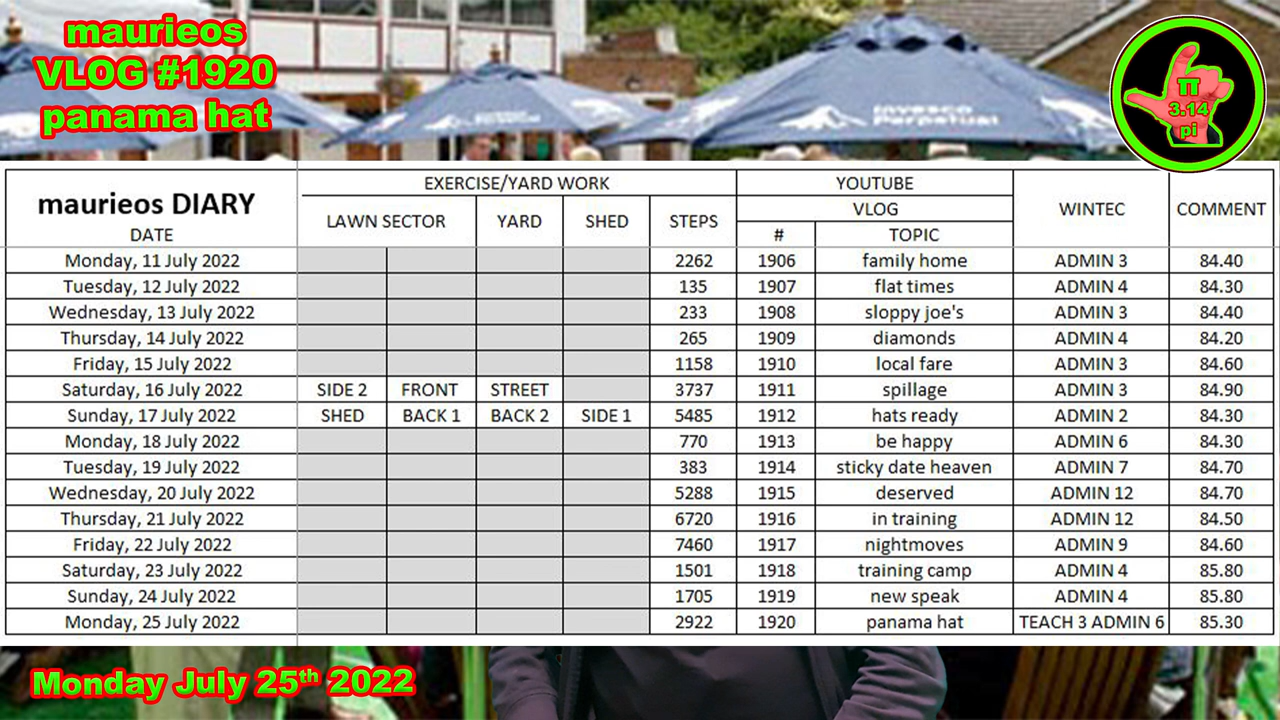 maurieos
VLOG #1920
panama hat
π
3.14
pi
EXERCISE/YARD WORK YOUTUBE
maurieos DIARY LAWN SECTOR YARD SHED STEPS VLOG WINTEC COMMENT
DATE # TOPIC
Monday, 11 July 2022 2262 1906 family home ADMIN 3 84.40
Tuesday, 12 July 2022 135 1907 flat times ADMIN 4 84.30
Wednesday, 13 July 2022 233 1908 sloppy joe's ADMIN 3 84.40
Thursday, 14 July 2022 265 1909 diamonds ADMIN 4 84.20
Friday, 15 July 2022 1158 1910 local fare ADMIN 3 84.60
Saturday, 16 July 2022 SIDE 2 FRONT STREET 3737 1911 spillage ADMIN 3 84.90
Sunday, 17 July 2022 SHED BACK 1 BACK 2 SIDE 1 5485 1912 hats ready ADMIN 2 84.30
Monday, 18 July 2022 770 1913 be happy ADMIN 6 84.30
Tuesday, 19 July 2022 383 1914 sticky date heaven ADMIN 7 84.70
Wednesday, 20 July 2022 5288 1915 deserved ADMIN 12 84.70
Thursday, 21 July 2022 6720 1916 in training ADMIN 12 84.50
Friday, 22 July 2022 7460 1917 nightmoves ADMIN 9 84.60
Saturday, 23 July 2022 1501 1918 training camp ADMIN 4 85.80
Sunday, 24 July 2022 1705 1919 new speak ADMIN 4 85.80
Monday, 25 July 2022 2922 1920 panama hat TEACH 3 ADMIN 6 85.30
Monday July 25th 2022